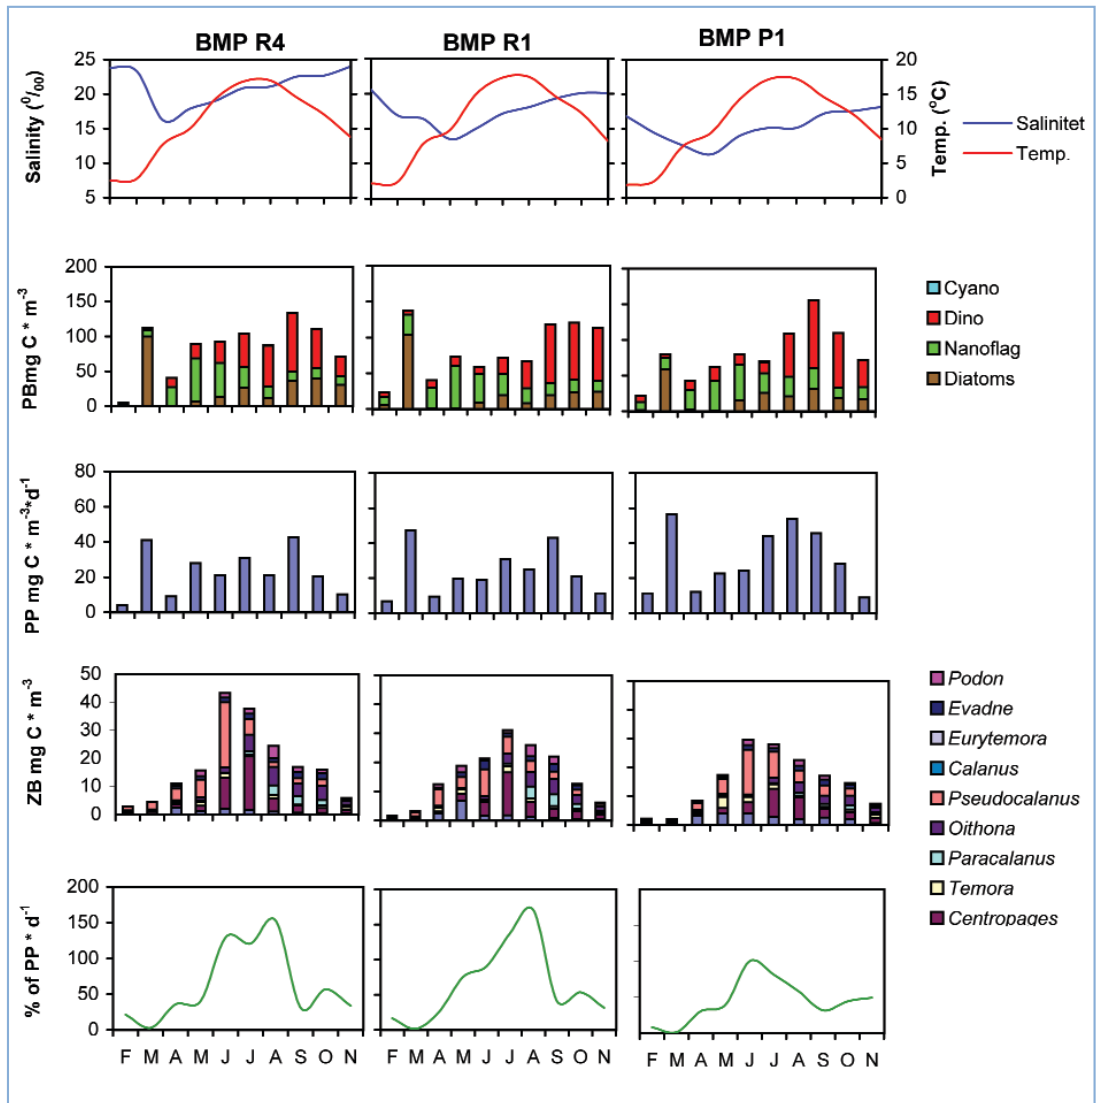 BMP R4 BMP R1 BMP P1
25 20
20 15
15 10
10 5
5 0
Salinity (⁰/₀₀)
Temp. (⁰C)
Salinitet
Temp.
200
150
100
50
0
PBmg C * m⁻³
Cyano
Dino
Nanoflag
Diatoms
80
60
40
20
0
PP mg C * m⁻³*d⁻¹
50
40
30
20
10
0
ZB mg C * m⁻³
Podon
Evadne
Eurytemora
Calanus
Pseudocalanus
Oithona
Paracalanus
Temora
Centropages
200
150
100
50
0
% of PP * d⁻¹
F M A M J J A S O N F M A M J J A S O N F M A M J J A S O N